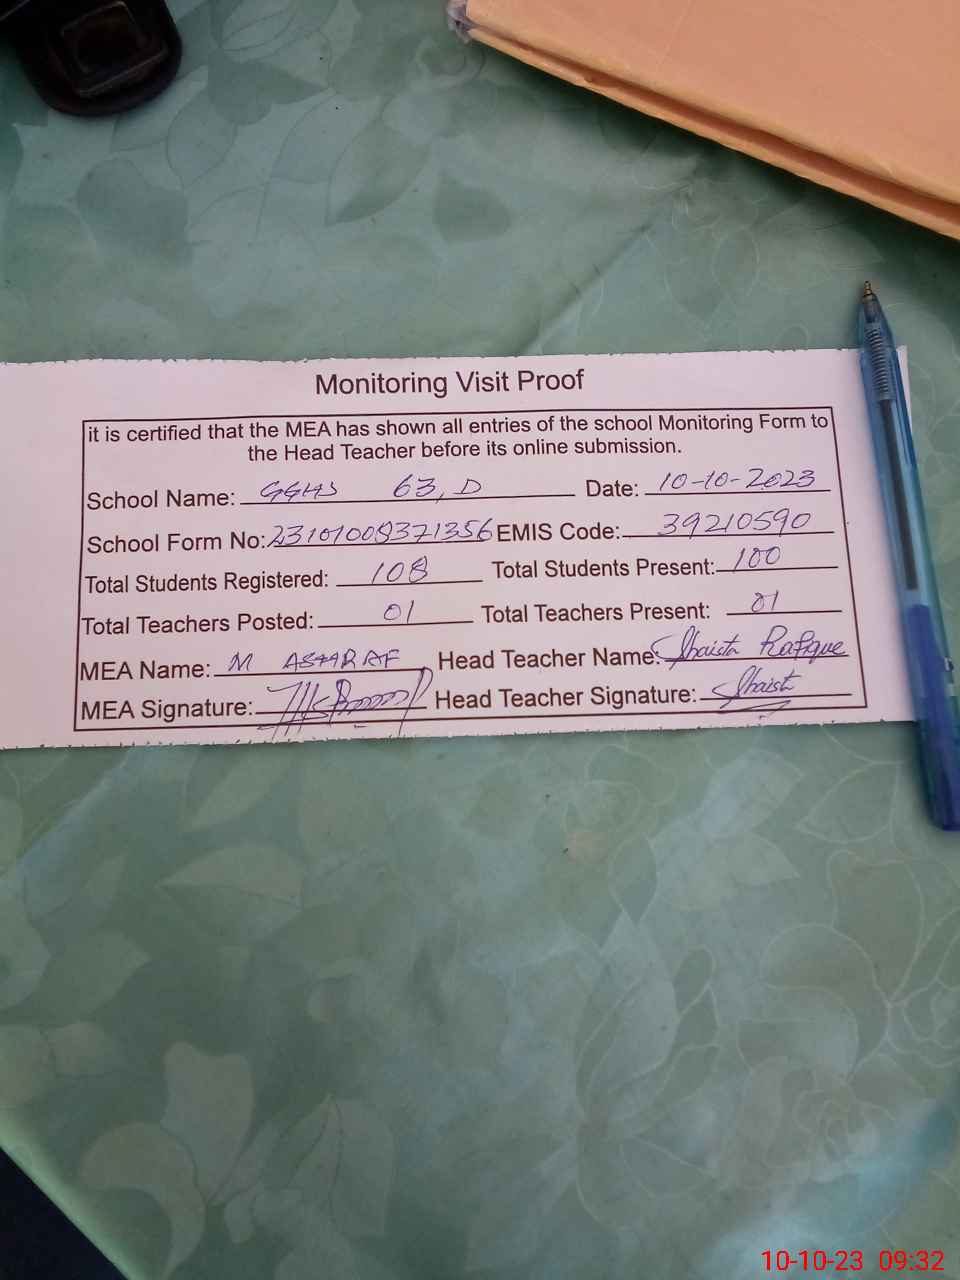 Monitoring Visit Proof
it is certified that the MEA has shown all entries of the school Monitoring Form to
the Head Teacher before its online submission.
School Name: GGHS 63, D Date: 10-10-2023
School Form No: 23101008371356 EMIS Code: 39210590
Total Students Registered: 108 Total Students Present: 100
Total Teachers Posted: 01 Total Teachers Present: 01
MEA Name: M ASHARAF Head Teacher Name: Shaista Rafique
MEA Signature: Head Teacher Signature: Shaista
10-10-23 09:32